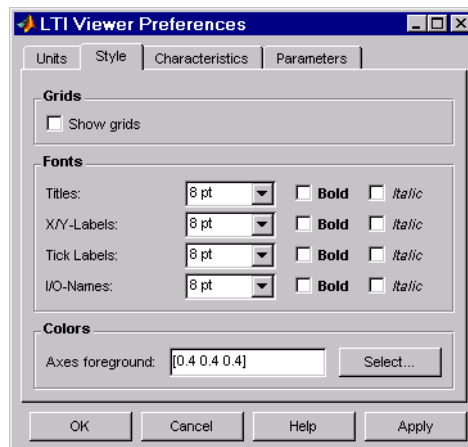 LTI Viewer Preferences
Units Style Characteristics Parameters
Grids
Show grids
Fonts
Titles: 8 pt Bold Italic
X/Y-Labels: 8 pt Bold Italic
Tick Labels: 8 pt Bold Italic
I/O-Names: 8 pt Bold Italic
Colors
Axes foreground: [0.4 0.4 0.4] Select...
OK Cancel Help Apply